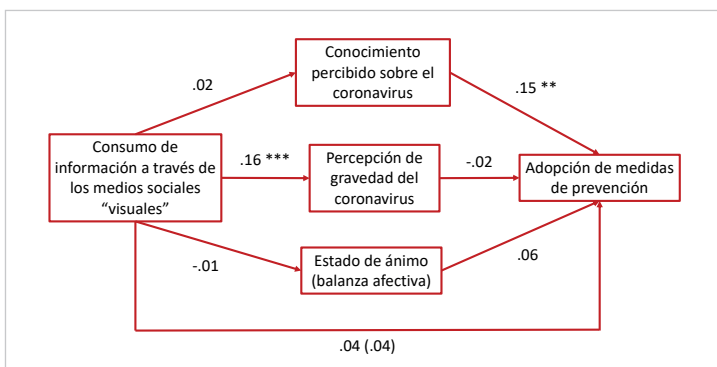 Conocimiento
percibido sobre el
coronavirus
.02
.15 **
Consumo de
información a través de
los medios sociales
“visuales”
.16 ***
Percepción de
gravedad del
coronavirus
-.02
Adopción de medidas
de prevención
-.01
Estado de ánimo
(balanza afectiva)
.06
.04 (.04)